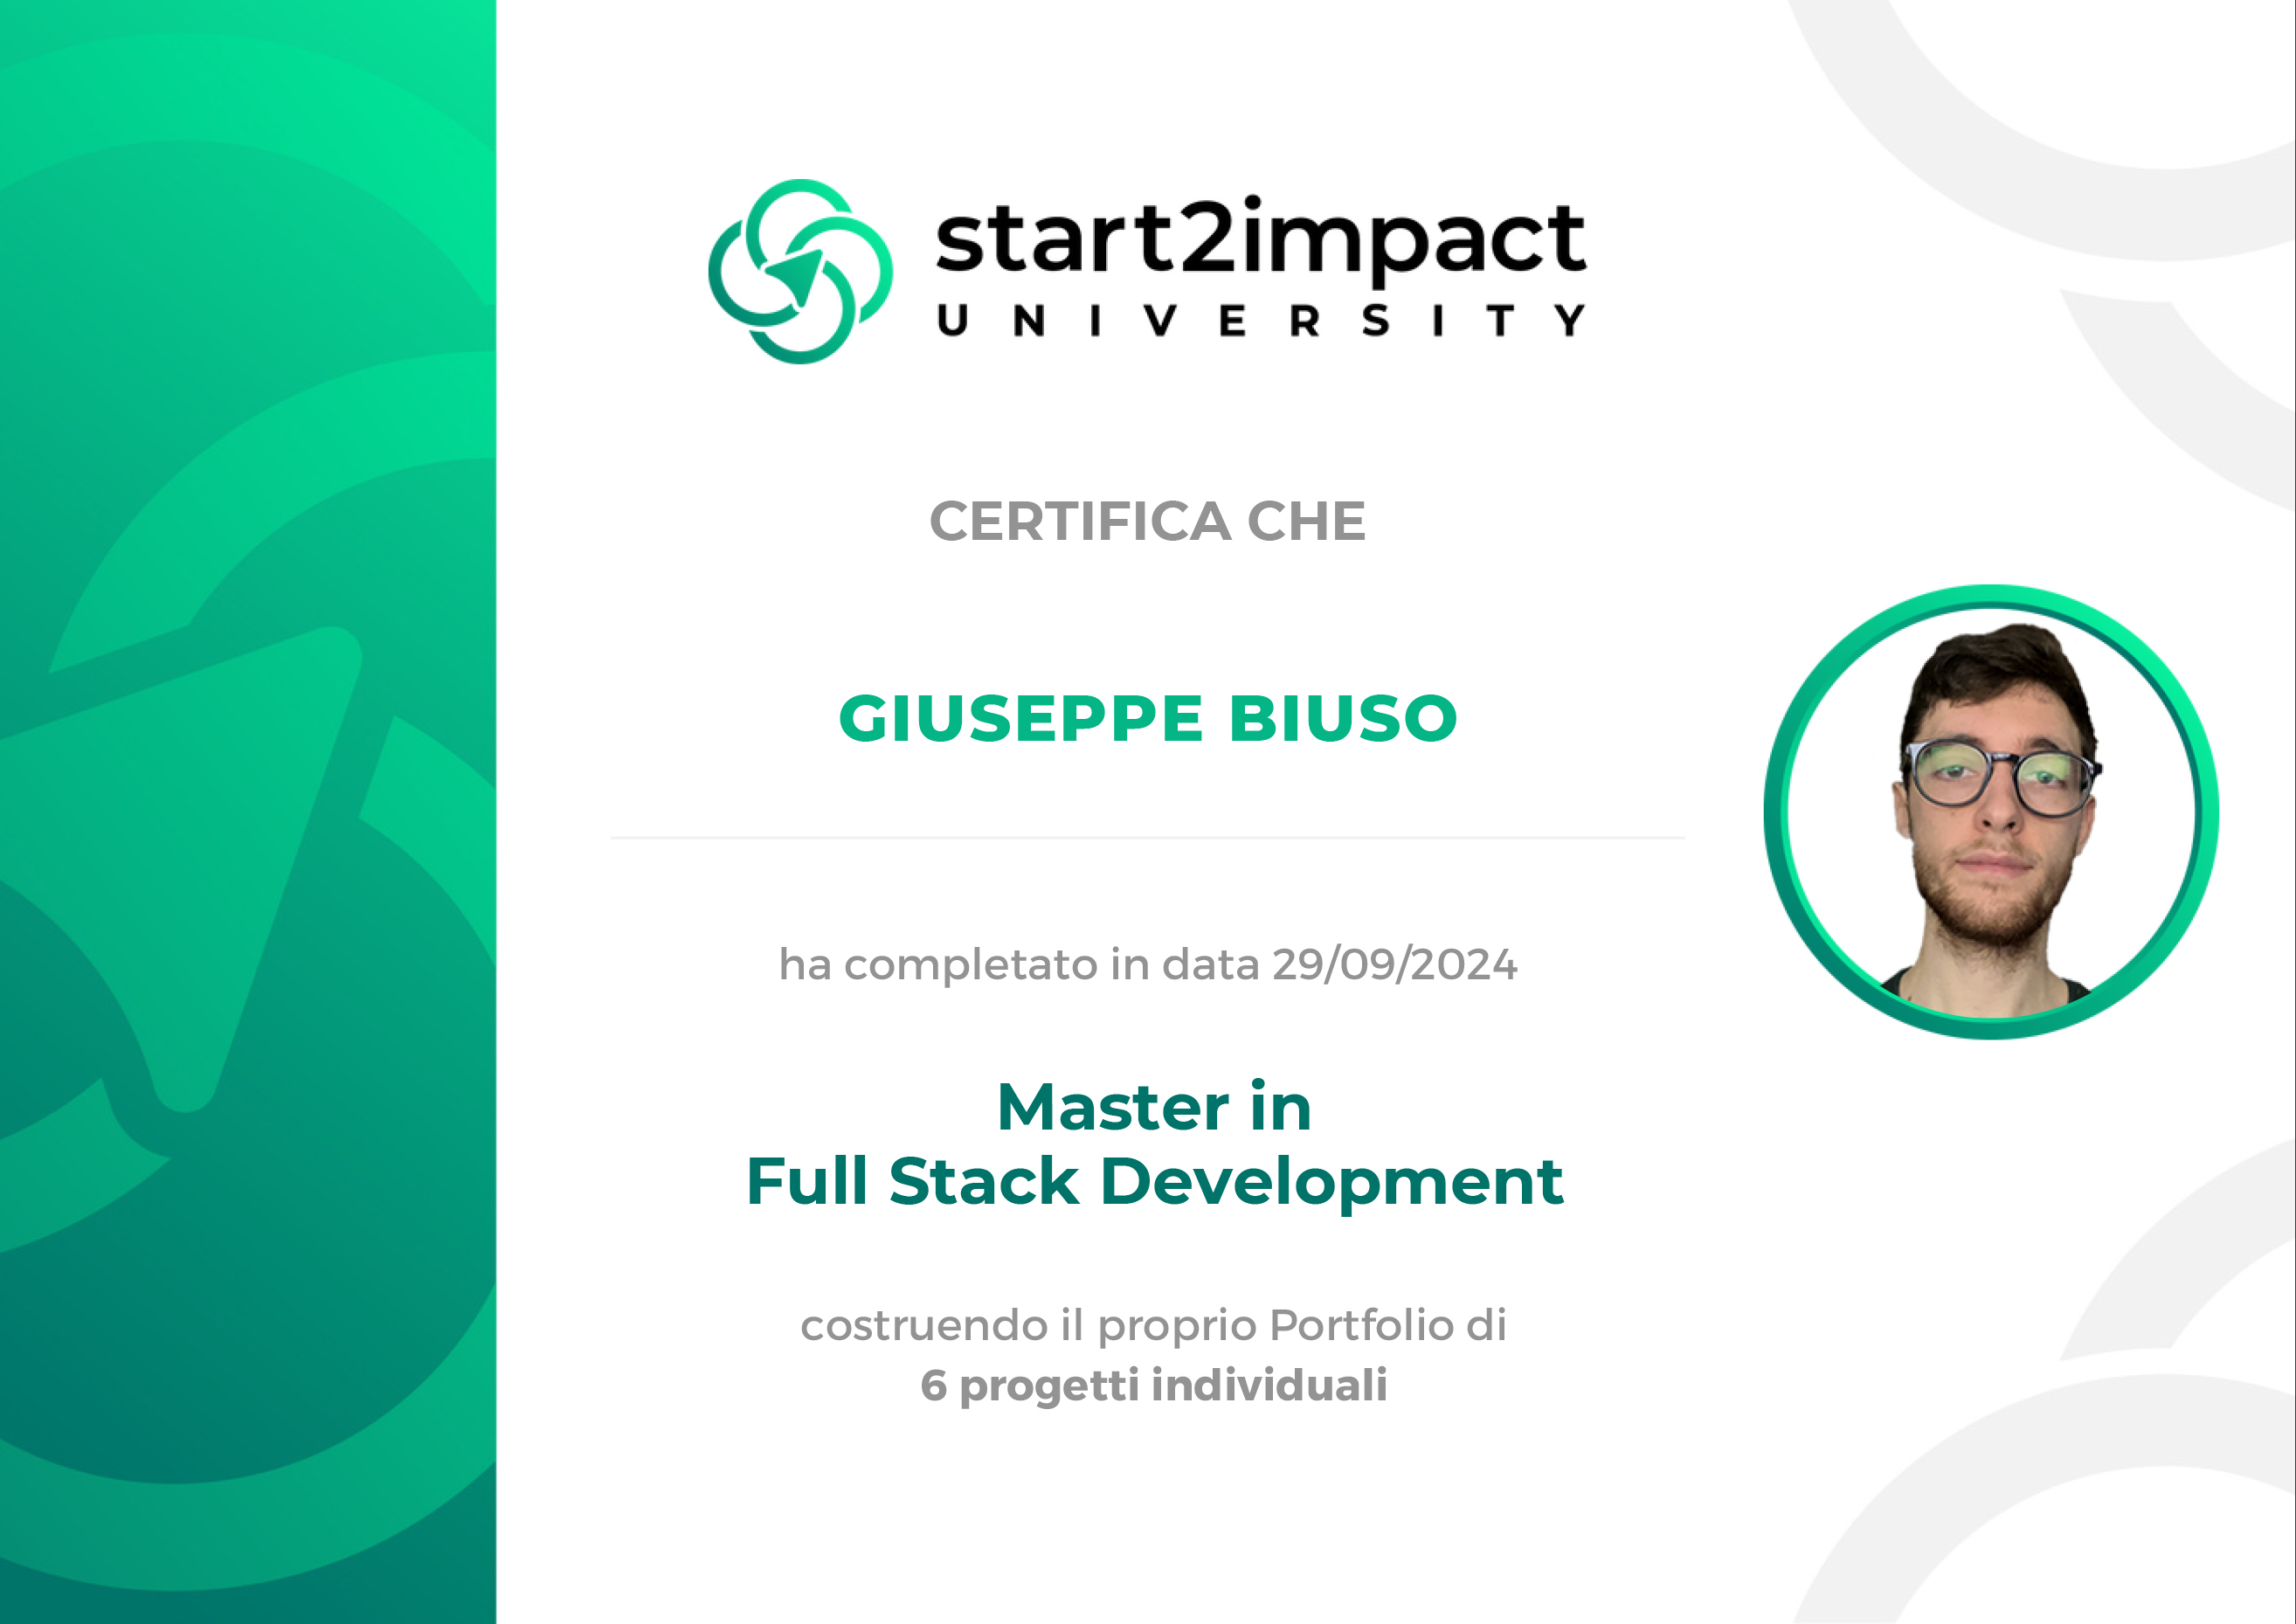 start2impact
UNIVERSITY
CERTIFICA CHE
GIUSEPPE BIUSO
ha completato in data 29/09/2024
Master in
Full Stack Development
costruendo il proprio Portfolio di
6 progetti individuali